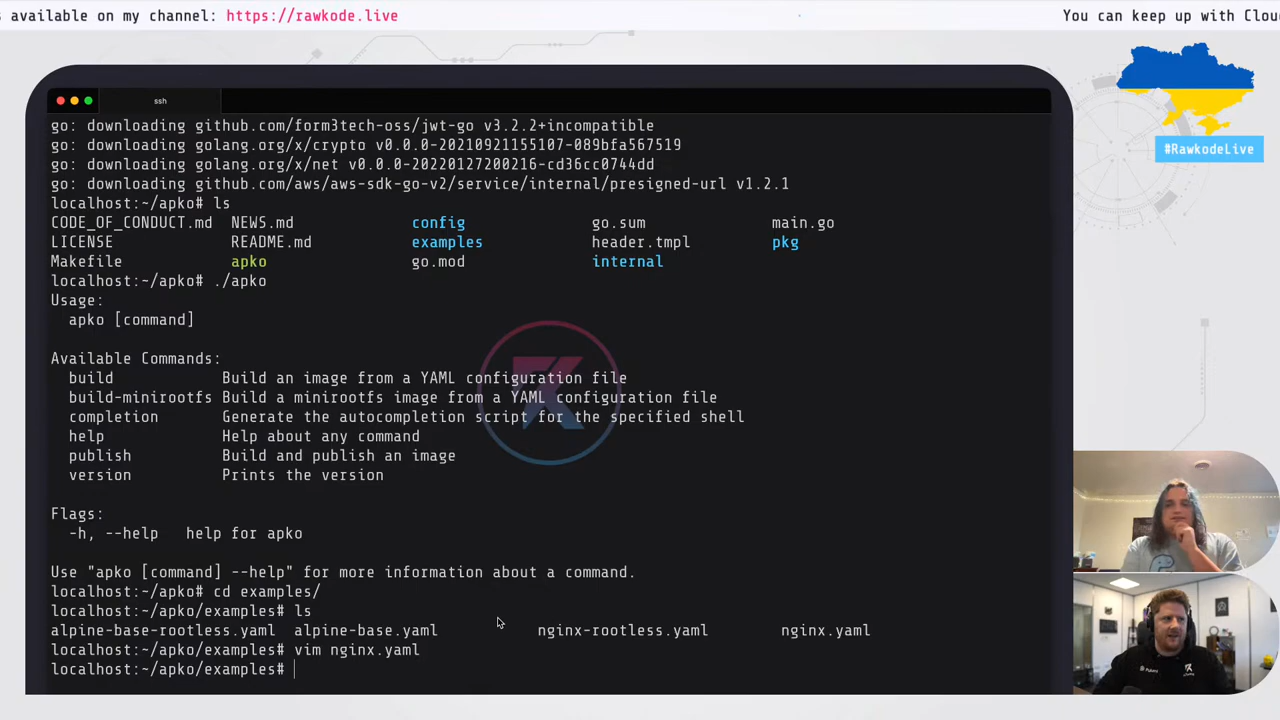 s available on my channel: https://rawkode.live
You can keep up with Clou
#RawkodeLive
ssh
go: downloading github.com/form3tech-oss/jwt-go v3.2.2+incompatible
go: downloading golang.org/x/crypto v0.0.0-20210921155107-089bfa567519
go: downloading golang.org/x/net v0.0.0-20220127200216-cd36cc0744dd
go: downloading github.com/aws/aws-sdk-go-v2/service/internal/presigned-url v1.2.1
localhost:~/apko# ls
CODE_OF_CONDUCT.md NEWS.md config go.sum main.go
LICENSE README.md examples header.tmpl pkg
Makefile apko go.mod internal
localhost:~/apko# ./apko
Usage:
apko [command]
Available Commands:
build Build an image from a YAML configuration file
build-minirootfs Build a minirootfs image from a YAML configuration file
completion Generate the autocompletion script for the specified shell
help Help about any command
publish Build and publish an image
version Prints the version
Flags:
-h, --help help for apko
Use "apko [command] --help" for more information about a command.
localhost:~/apko# cd examples/
localhost:~/apko/examples# ls
alpine-base-rootless.yaml alpine-base.yaml nginx-rootless.yaml nginx.yaml
localhost:~/apko/examples# vim nginx.yaml
localhost:~/apko/examples#